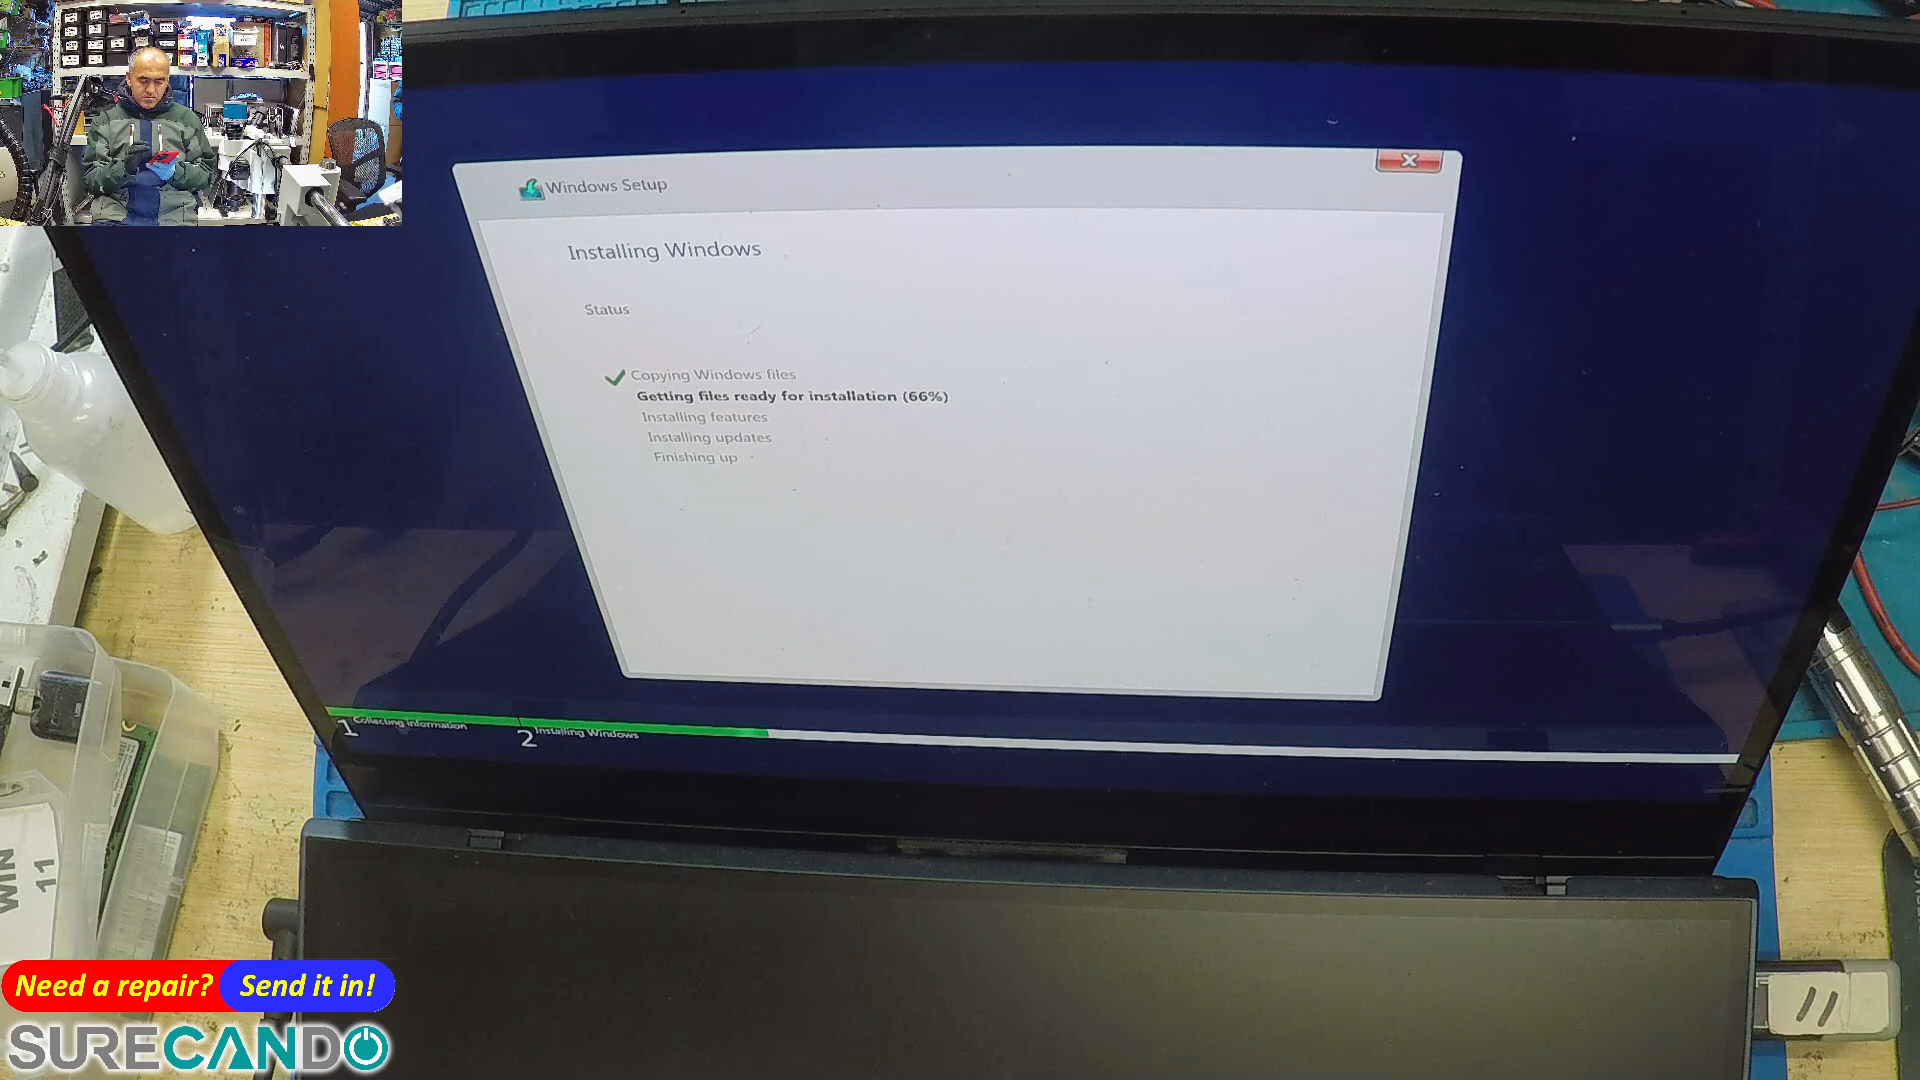 Windows Setup
Installing Windows
Status
Copying Windows files
Getting files ready for installation (66%)
Installing features
Installing updates
Finishing up
1 Collecting information
2 Installing Windows
WIN
11
Need a repair? Send it in!
SURECANDO